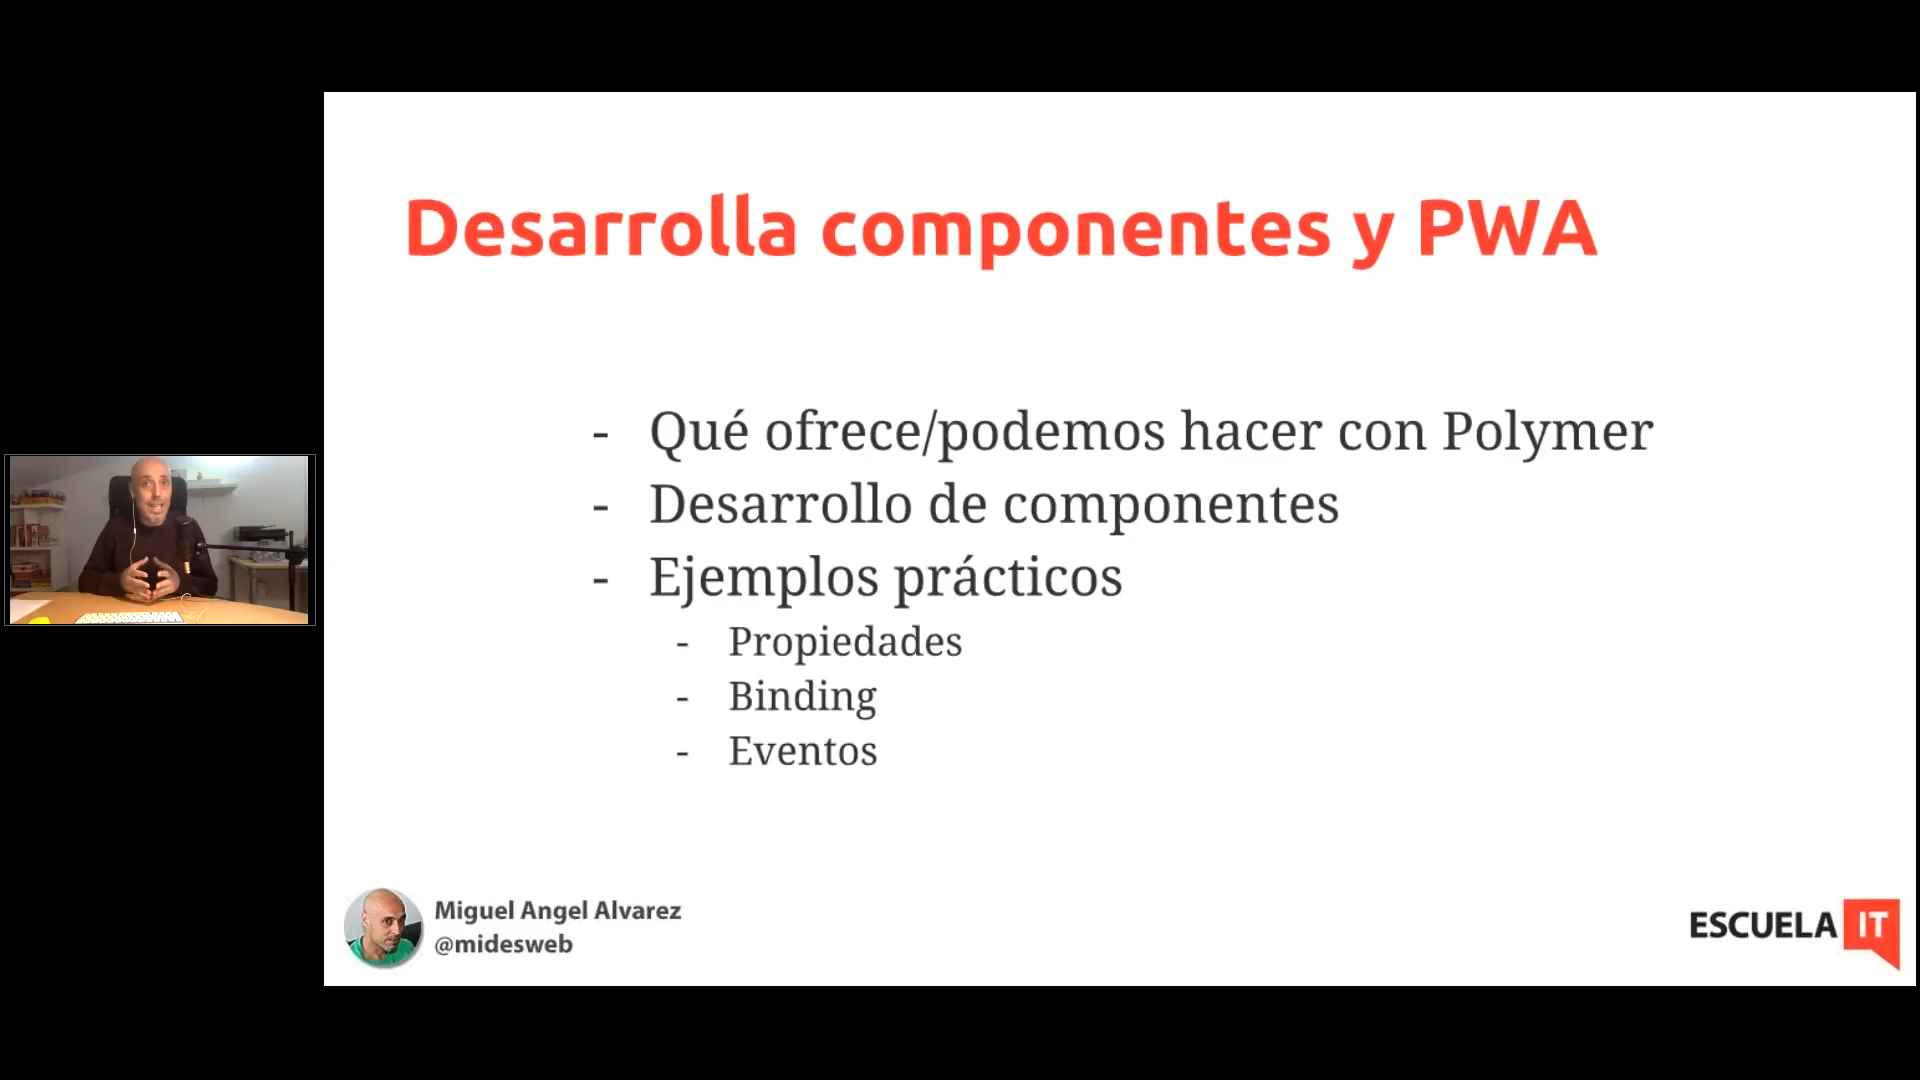 Desarrolla componentes y PWA
- Qué ofrece/podemos hacer con Polymer
- Desarrollo de componentes
- Ejemplos prácticos
- Propiedades
- Binding
- Eventos
Miguel Angel Alvarez
@midesweb
ESCUELA IT